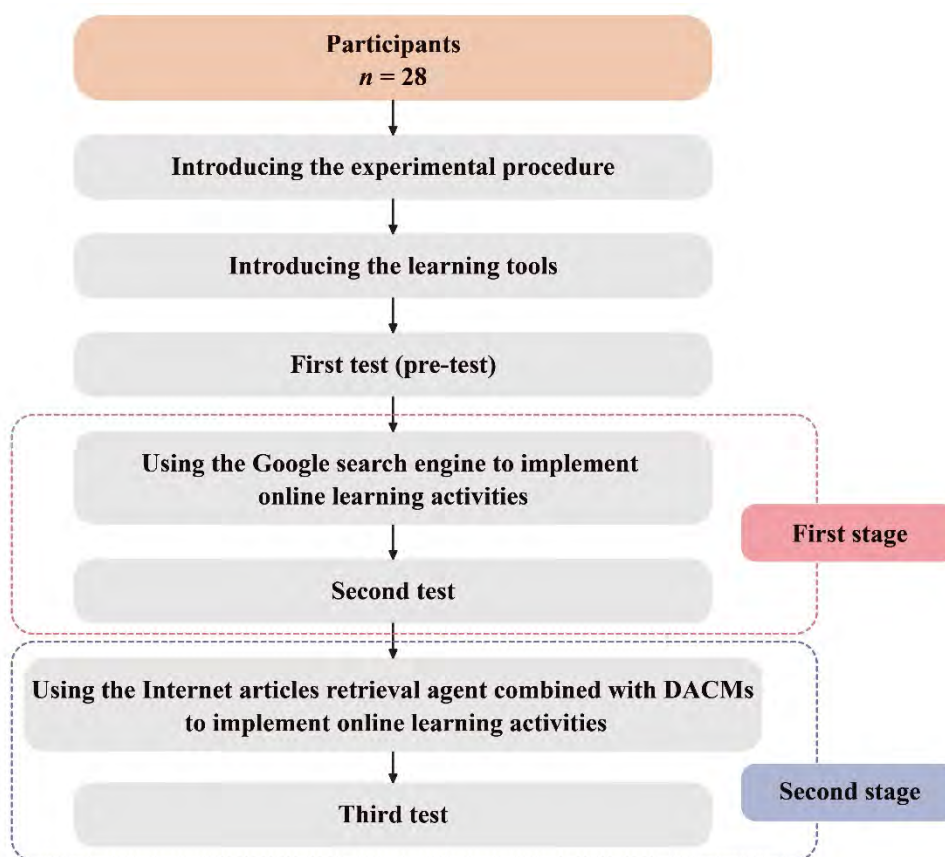 Participants
n = 28
Introducing the experimental procedure
Introducing the learning tools
First test (pre-test)
Using the Google search engine to implement
online learning activities
First stage
Second test
Using the Internet articles retrieval agent combined with DACMs
to implement online learning activities
Second stage
Third test